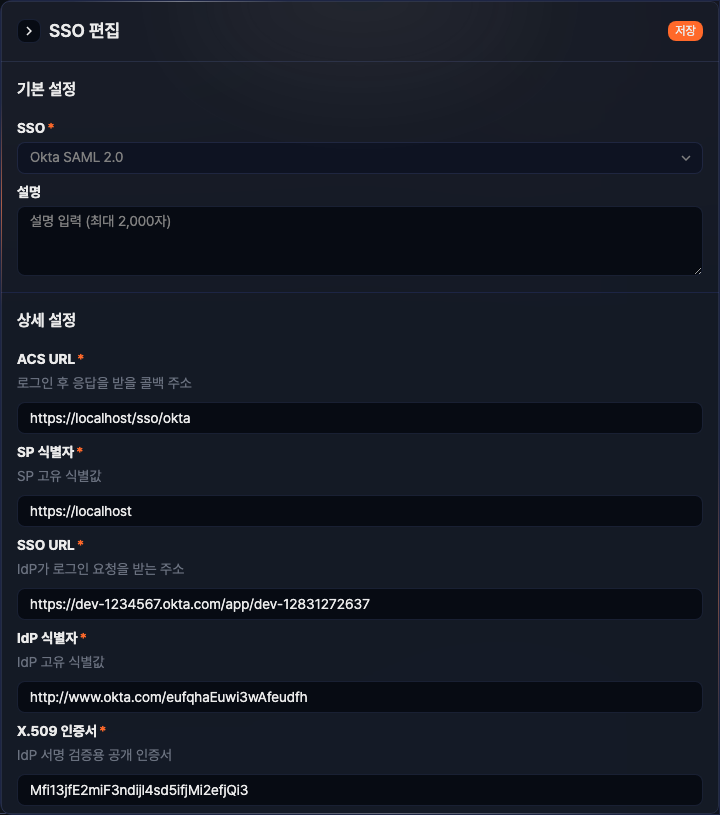 SSO 편집
저장
기본 설정
SSO *
Okta SAML 2.0
설명
설명 입력 (최대 2,000자)
상세 설정
ACS URL *
로그인 후 응답을 받을 콜백 주소
https://localhost/sso/okta
SP 식별자 *
SP 고유 식별값
https://localhost
SSO URL *
IdP가 로그인 요청을 받는 주소
https://dev-1234567.okta.com/app/dev-12831272637
IdP 식별자 *
IdP 고유 식별값
http://www.okta.com/eufqhaEuwi3wAfeudfh
X.509 인증서 *
IdP 서명 검증용 공개 인증서
Mfi13jfE2miF3ndijl4sd5ifjMi2efjQi3